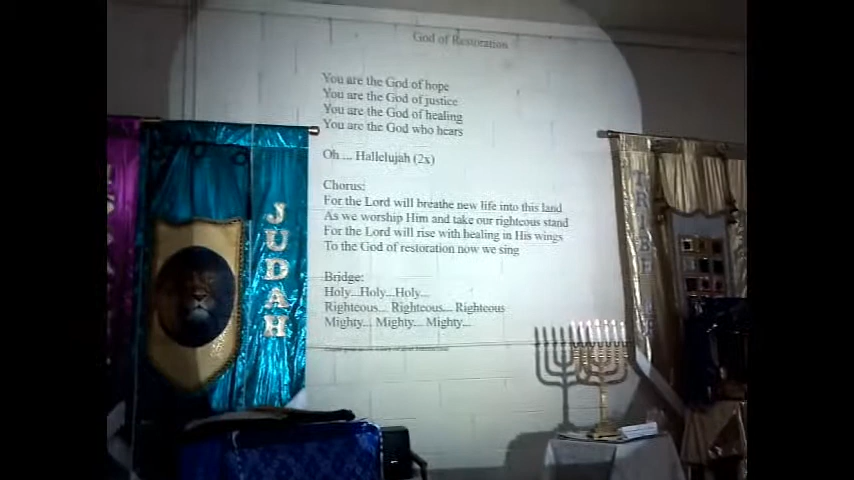 God of Restoration
You are the God of hope
You are the God of justice
You are the God of healing
You are the God who hears
Oh ... Hallelujah (2x)
Chorus:
For the Lord will breathe new life into this land
As we worship Him and take our righteous stand
For the Lord will rise with healing in His wings
To the God of restoration now we sing
Bridge:
Holy...Holy...Holy...
Righteous... Righteous... Righteous
Mighty... Mighty... Mighty...
JUDAH
TRIBE